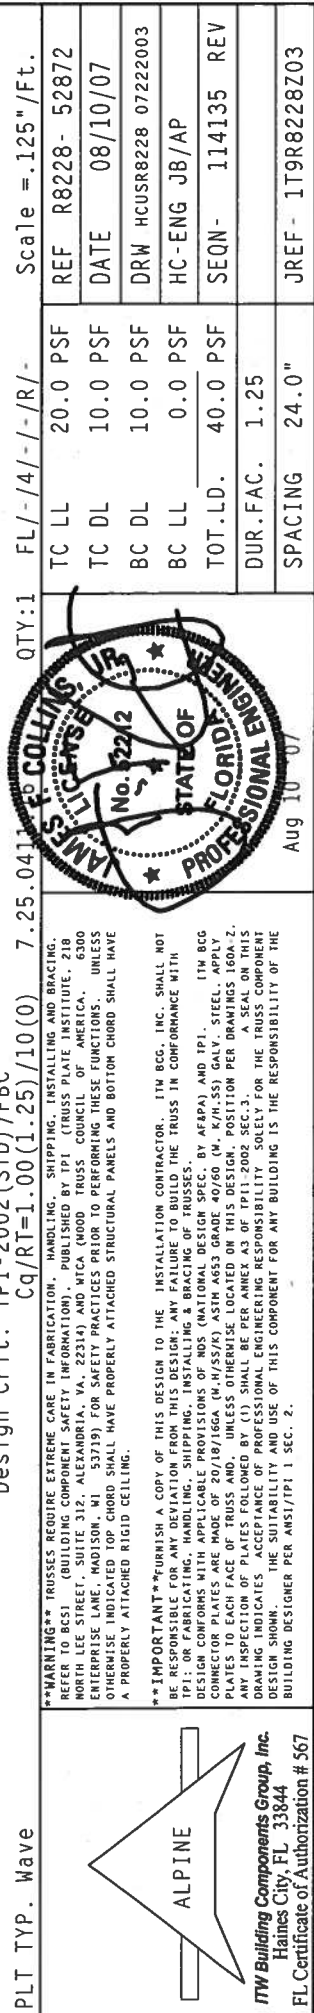 Design Crit: TPI-2002(STD)/FBC
PLT TYP. Wave
Cq/RT=1.00(1.25)/10(0)
7.25.0411
QTY:1
FL/-/4/-/-/R/-
Scale =.125"/Ft.
**WARNING** TRUSSES REQUIRE EXTREME CARE IN FABRICATION, HANDLING, SHIPPING, INSTALLING AND BRACING.
REFER TO BCSI (BUILDING COMPONENT SAFETY INFORMATION), PUBLISHED BY TPI (TRUSS PLATE INSTITUTE, 218
NORTH LEE STREET, SUITE 312, ALEXANDRIA, VA, 22314) AND WTCA (WOOD TRUSS COUNCIL OF AMERICA, 6300
ENTERPRISE LANE, MADISON, WI 53719) FOR SAFETY PRACTICES PRIOR TO PERFORMING THESE FUNCTIONS. UNLESS
OTHERWISE INDICATED TOP CHORD SHALL HAVE PROPERLY ATTACHED STRUCTURAL PANELS AND BOTTOM CHORD SHALL HAVE
A PROPERLY ATTACHED RIGID CEILING.
**IMPORTANT**FURNISH A COPY OF THIS DESIGN TO THE INSTALLATION CONTRACTOR. ITW BCG, INC. SHALL NOT
BE RESPONSIBLE FOR ANY DEVIATION FROM THIS DESIGN; ANY FAILURE TO BUILD THE TRUSS IN CONFORMANCE WITH
TPI; OR FABRICATING, HANDLING, SHIPPING, INSTALLING & BRACING OF TRUSSES.
DESIGN CONFORMS WITH APPLICABLE PROVISIONS OF NDS (NATIONAL DESIGN SPEC, BY AF&PA) AND TPI. ITW BCG
CONNECTOR PLATES ARE MADE OF 20/18/16GA (W.H/SS/K) ASTM A653 GRADE 40/60 (W. K/H.SS) GALV. STEEL. APPLY
PLATES TO EACH FACE OF TRUSS AND, UNLESS OTHERWISE LOCATED ON THIS DESIGN, POSITION PER DRAWINGS 160A-Z.
ANY INSPECTION OF PLATES FOLLOWED BY (1) SHALL BE PER ANNEX A3 OF TPI1-2002 SEC.3. A SEAL ON THIS
DRAWING INDICATES ACCEPTANCE OF PROFESSIONAL ENGINEERING RESPONSIBILITY SOLELY FOR THE TRUSS COMPONENT
DESIGN SHOWN. THE SUITABILITY AND USE OF THIS COMPONENT FOR ANY BUILDING IS THE RESPONSIBILITY OF THE
BUILDING DESIGNER PER ANSI/TPI 1 SEC. 2.
ALPINE
ITW Building Components Group, Inc.
Haines City, FL 33844
FL Certificate of Authorization # 567
JAMES F. COLLINS, JR.
LICENSE
No. 52212
STATE OF
FLORIDA
PROFESSIONAL ENGINEER
Aug 10 07
TC LL 20.0 PSF
TC DL 10.0 PSF
BC DL 10.0 PSF
BC LL 0.0 PSF
TOT.LD. 40.0 PSF
DUR.FAC. 1.25
SPACING 24.0"
REF R8228- 52872
DATE 08/10/07
DRW HCUSR8228 07222003
HC-ENG JB/AP
SEQN- 114135 REV
JREF- 1T9R8228Z03